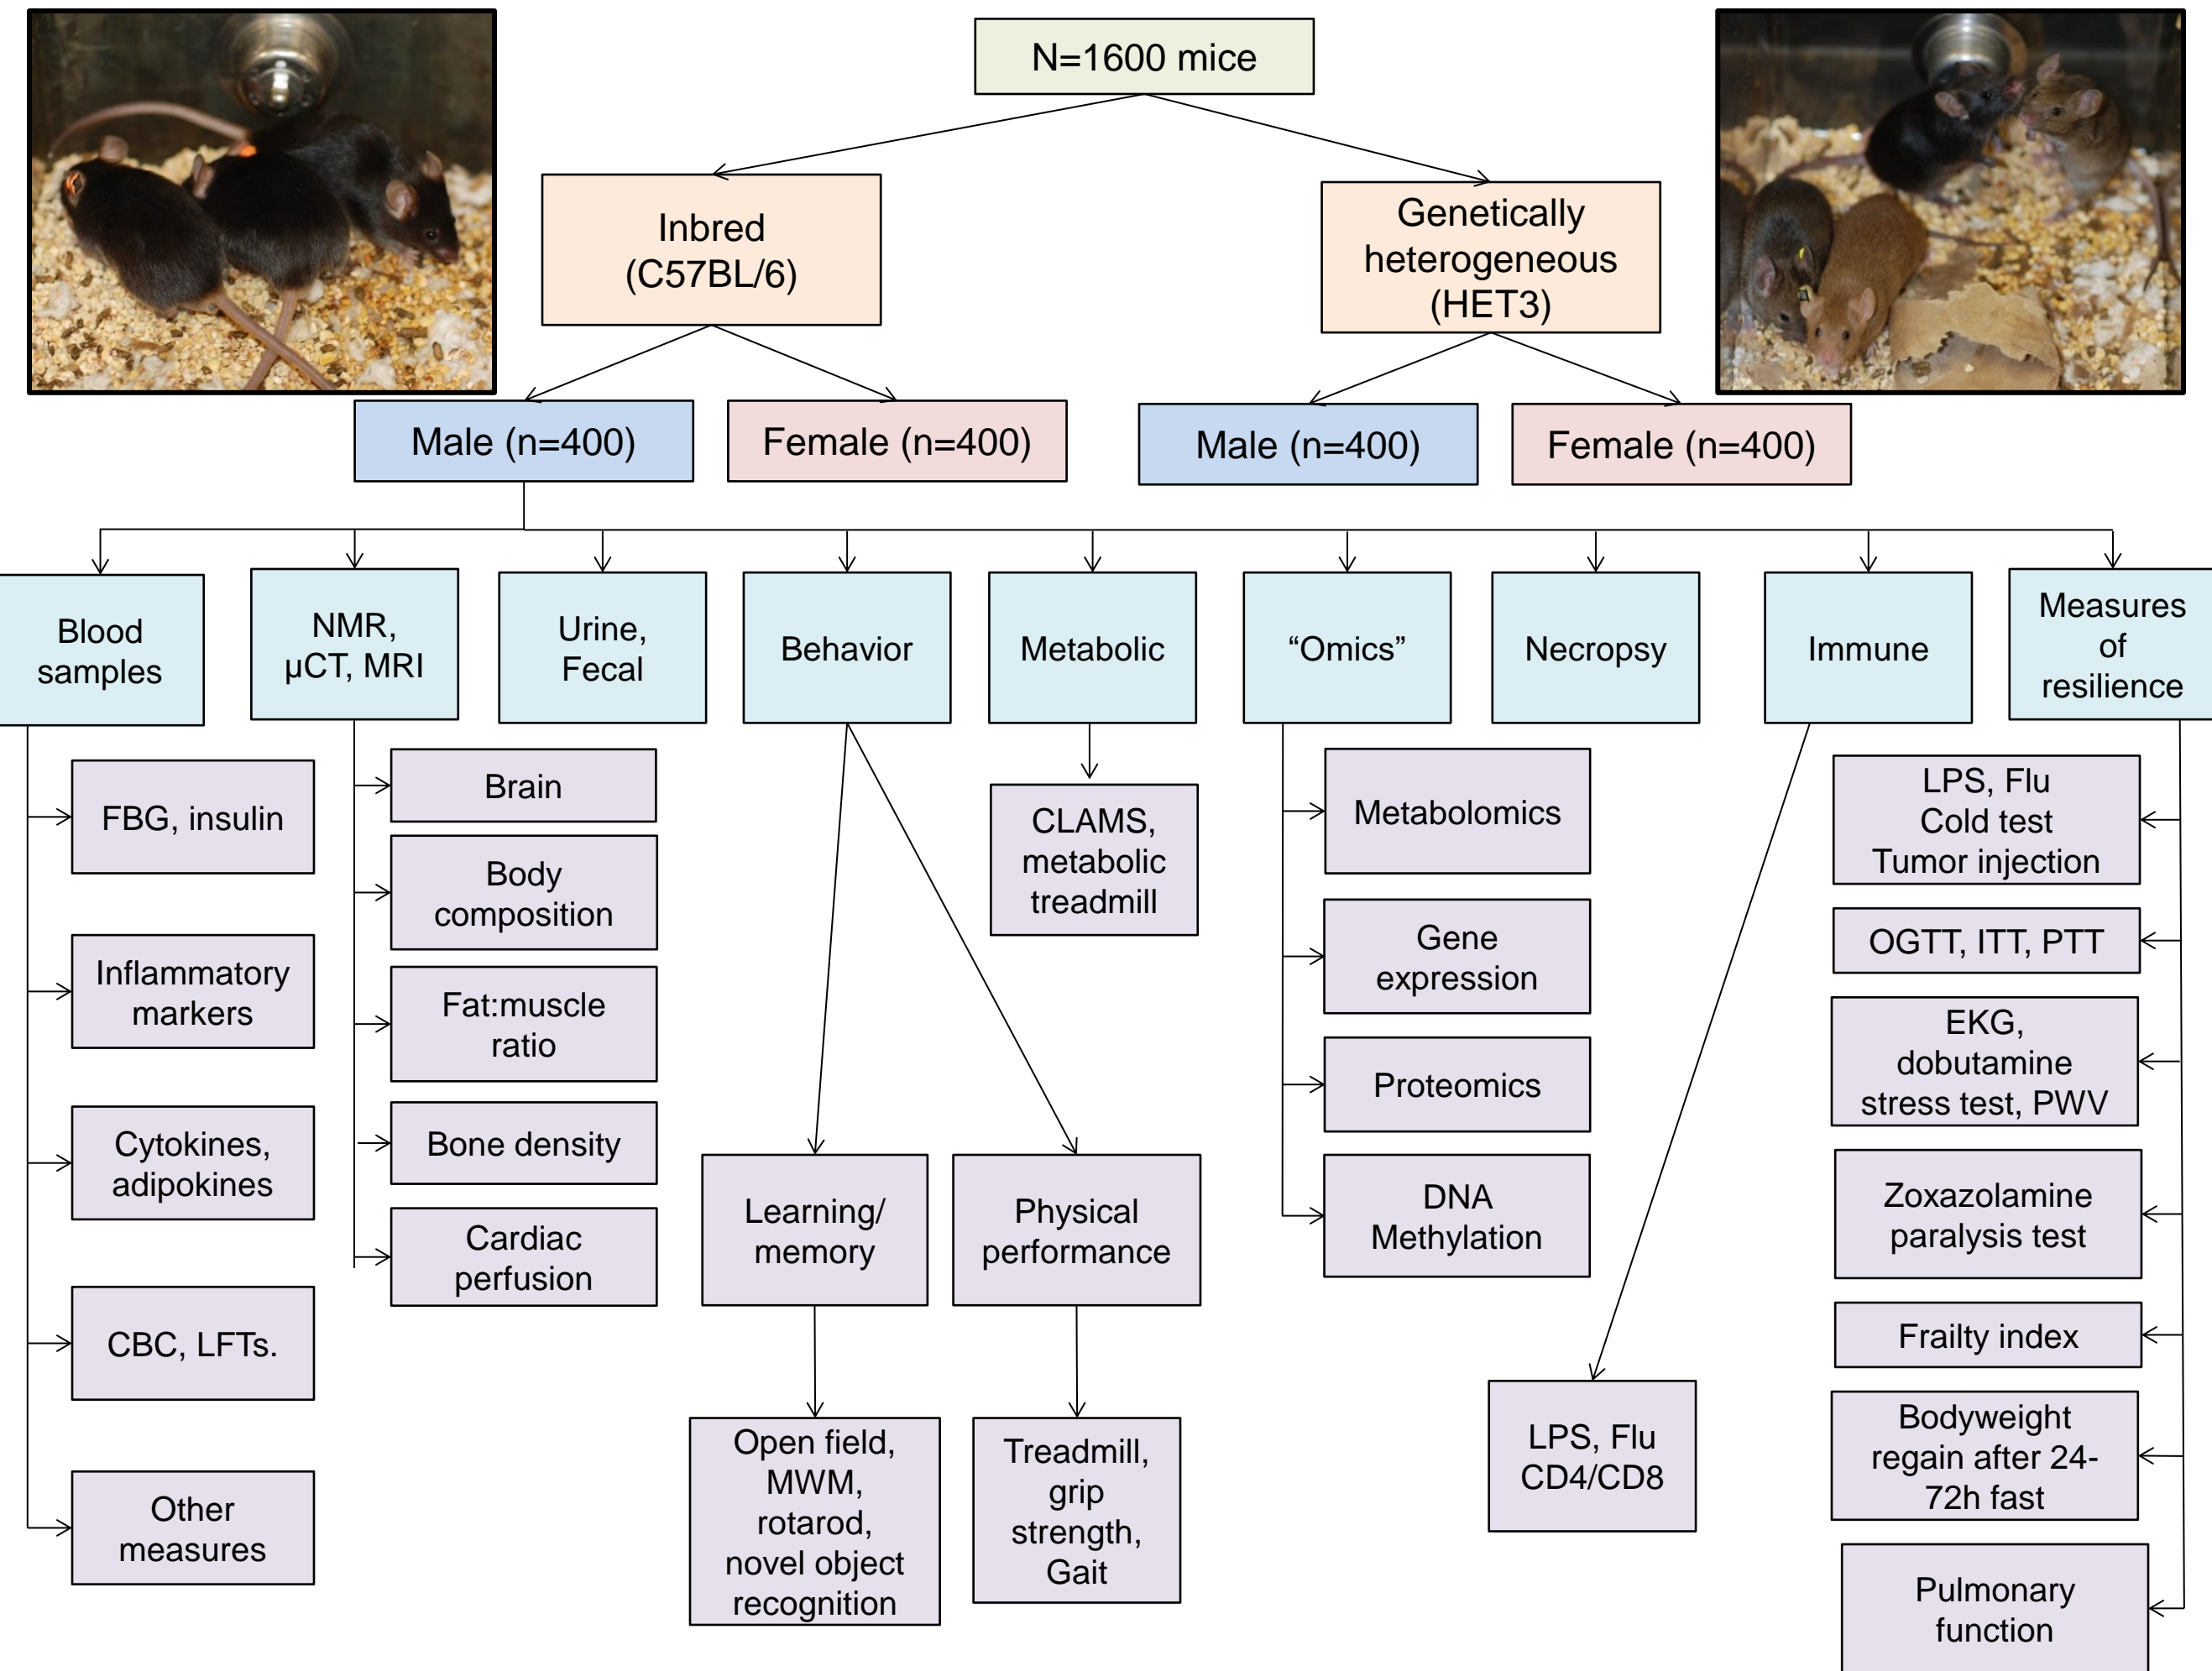 N=1600 mice
Inbred
(C57BL/6)
Genetically
heterogeneous
(HET3)
Male (n=400)
Female (n=400)
Male (n=400)
Female (n=400)
Blood
samples
NMR,
µCT, MRI
Urine,
Fecal
Behavior
Metabolic
“Omics”
Necropsy
Immune
Measures
of
resilience
FBG, insulin
Inflammatory
markers
Cytokines,
adipokines
CBC, LFTs.
Other
measures
Brain
Body
composition
Fat:muscle
ratio
Bone density
Cardiac
perfusion
Learning/
memory
Open field,
MWM,
rotarod,
novel object
recognition
Physical
performance
Treadmill,
grip
strength,
Gait
CLAMS,
metabolic
treadmill
Metabolomics
Gene
expression
Proteomics
DNA
Methylation
LPS, Flu
CD4/CD8
LPS, Flu
Cold test
Tumor injection
OGTT, ITT, PTT
EKG,
dobutamine
stress test, PWV
Zoxazolamine
paralysis test
Frailty index
Bodyweight
regain after 24-
72h fast
Pulmonary
function